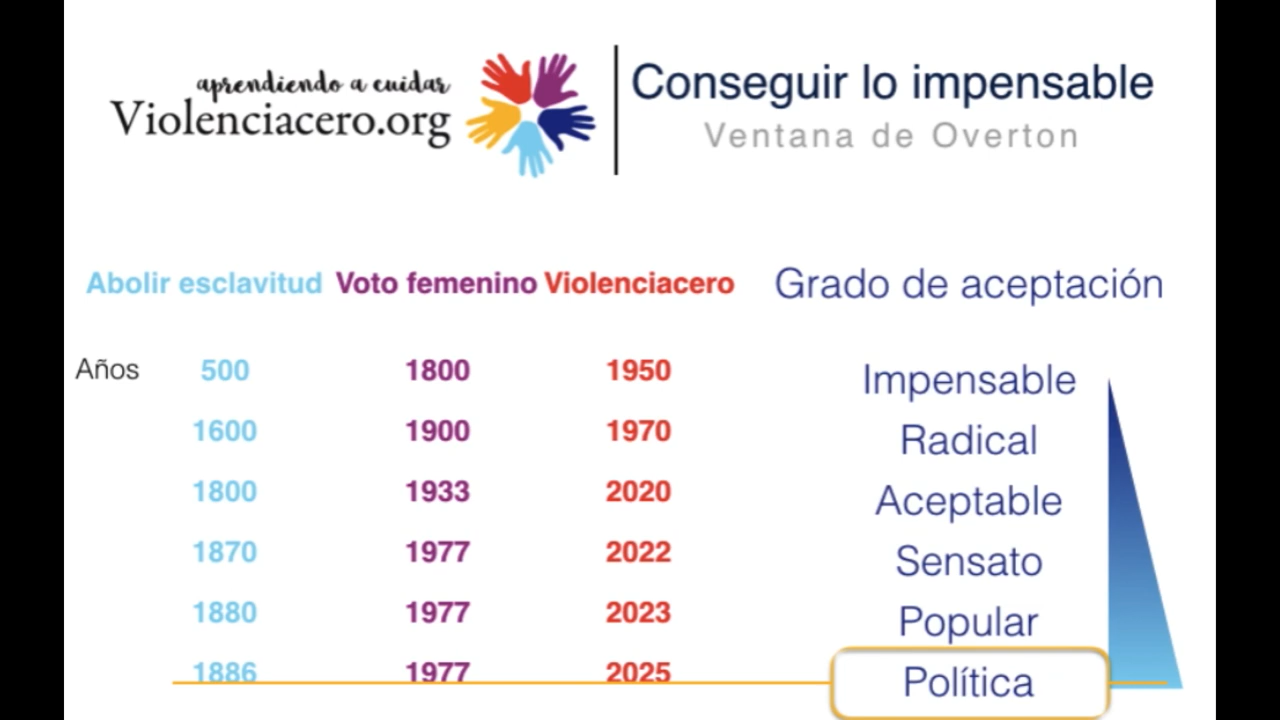 aprendiendo a cuidar
Violenciacero.org
Conseguir lo impensable
Ventana de Overton
Abolir esclavitud Voto femenino Violenciacero Grado de aceptación
Años 500 1800 1950 Impensable
1600 1900 1970 Radical
1800 1933 2020 Aceptable
1870 1977 2022 Sensato
1880 1977 2023 Popular
1886 1977 2025 Política